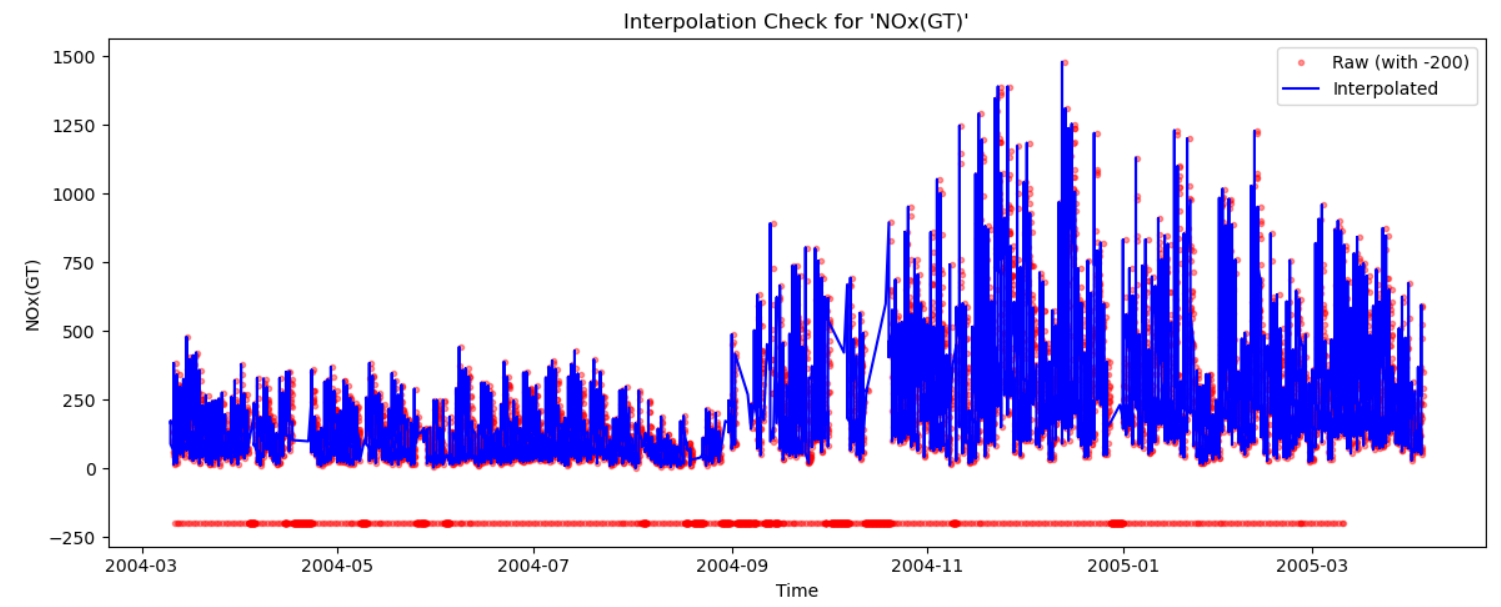 Interpolation Check for 'NOx(GT)'
Raw (with -200)
Interpolated
1500
1250
1000
750
500
250
0
−250
NOx(GT)
2004-03 2004-05 2004-07 2004-09 2004-11 2005-01 2005-03
Time